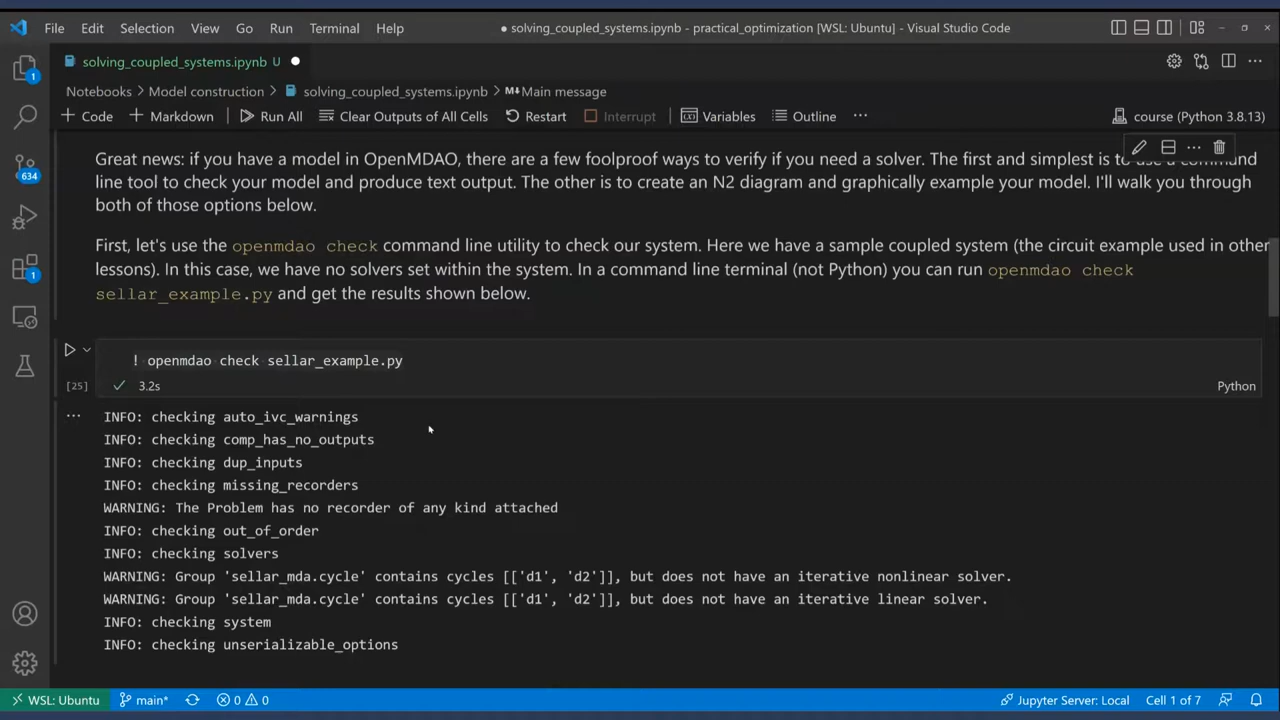 File Edit Selection View Go Run Terminal Help
● solving_coupled_systems.ipynb - practical_optimization [WSL: Ubuntu] - Visual Studio Code
solving_coupled_systems.ipynb U
Notebooks > Model construction > solving_coupled_systems.ipynb > M↓Main message
+ Code + Markdown Run All Clear Outputs of All Cells Restart Interrupt Variables Outline ... course (Python 3.8.13)
Great news: if you have a model in OpenMDAO, there are a few foolproof ways to verify if you need a solver. The first and simplest is to use a command
line tool to check your model and produce text output. The other is to create an N2 diagram and graphically example your model. I'll walk you through
both of those options below.
First, let's use the openmdao check command line utility to check our system. Here we have a sample coupled system (the circuit example used in other
lessons). In this case, we have no solvers set within the system. In a command line terminal (not Python) you can run openmdao check
sellar_example.py and get the results shown below.
! openmdao check sellar_example.py
[25] 3.2s Python
INFO: checking auto_ivc_warnings
INFO: checking comp_has_no_outputs
INFO: checking dup_inputs
INFO: checking missing_recorders
WARNING: The Problem has no recorder of any kind attached
INFO: checking out_of_order
INFO: checking solvers
WARNING: Group 'sellar_mda.cycle' contains cycles [['d1', 'd2']], but does not have an iterative nonlinear solver.
WARNING: Group 'sellar_mda.cycle' contains cycles [['d1', 'd2']], but does not have an iterative linear solver.
INFO: checking system
INFO: checking unserializable_options
1
634
1
WSL: Ubuntu main* 0 0 Jupyter Server: Local Cell 1 of 7